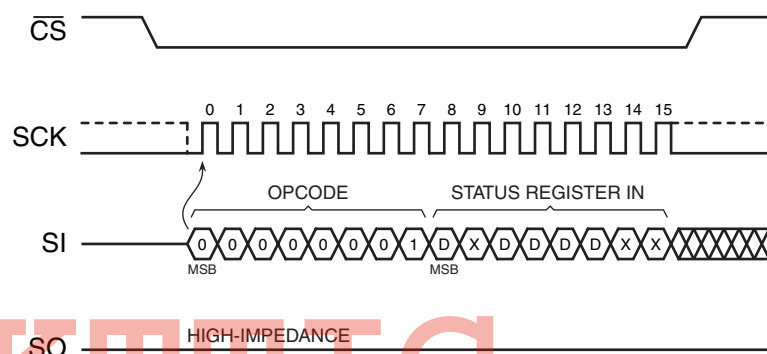 CS
0 1 2 3 4 5 6 7 8 9 10 11 12 13 14 15
SCK
OPCODE STATUS REGISTER IN
SI 0 0 0 0 0 0 0 1 D X D D D D X X
MSB MSB
HIGH-IMPEDANCE
SO